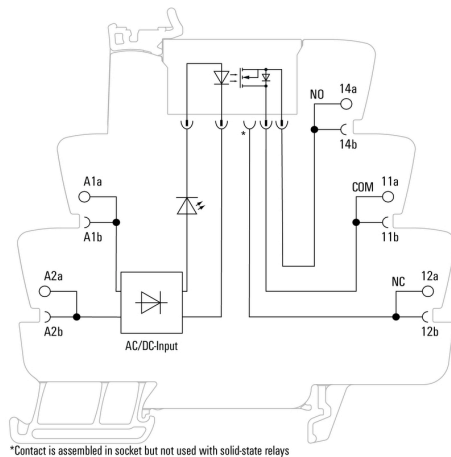 14a
NO
14b
*
A1a
11a
COM
A1b
11b
A2a
12a
NC
A2b
12b
AC/DC-Input
*Contact is assembled in socket but not used with solid-state relays